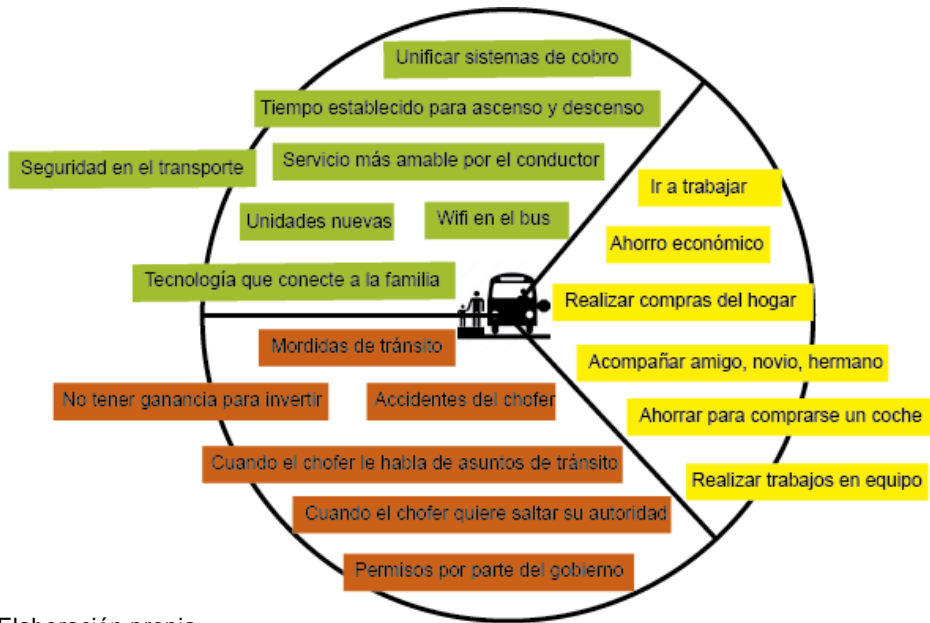 Unificar sistemas de cobro
Tiempo establecido para ascenso y descenso
Seguridad en el transporte
Servicio más amable por el conductor
Unidades nuevas
Wifi en el bus
Tecnología que conecte a la familia
Ir a trabajar
Ahorro económico
Realizar compras del hogar
Acompañar amigo, novio, hermano
Ahorrar para comprarse un coche
Realizar trabajos en equipo
Mordidas de tránsito
No tener ganancia para invertir
Accidentes del chofer
Cuando el chofer le habla de asuntos de tránsito
Cuando el chofer quiere saltar su autoridad
Permisos por parte del gobierno
Elaboración propia